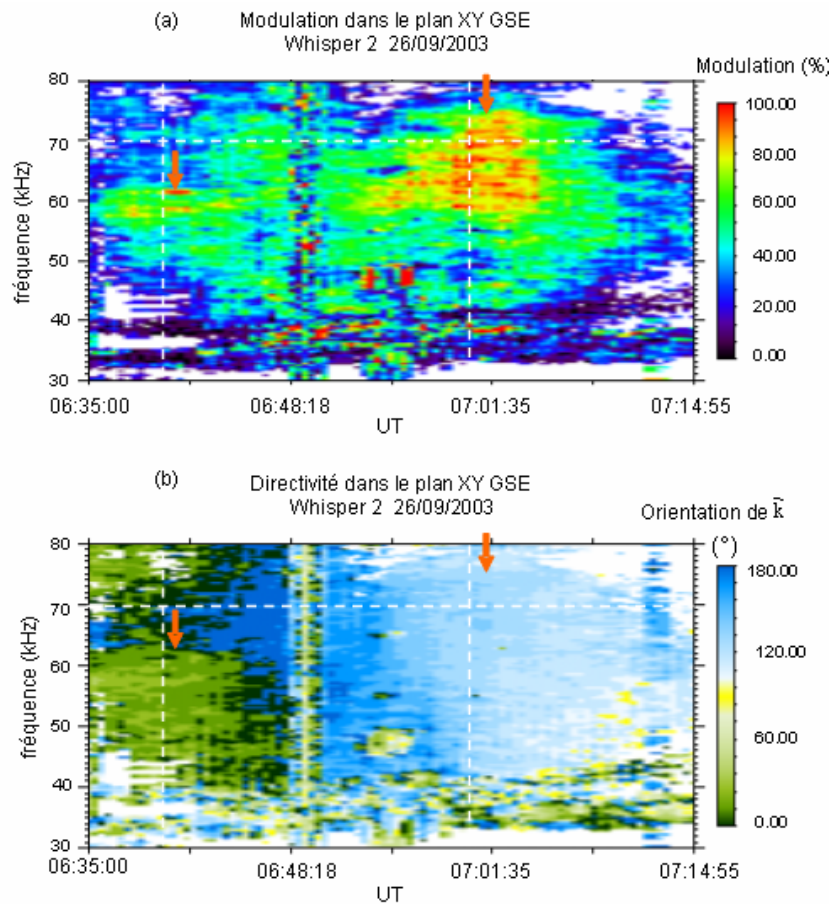 (a) Modulation dans le plan XY GSE
Whisper 2 26/09/2003
Modulation (%)
fréquence (kHz)
80
70
60
50
40
30
100.00
80.00
60.00
40.00
20.00
0.00
06:35:00 06:48:18 07:01:35 07:14:55
UT
(b) Directivité dans le plan XY GSE
Whisper 2 26/09/2003
Orientation de k̃
(°)
fréquence (kHz)
80
70
60
50
40
30
180.00
120.00
60.00
0.00
06:35:00 06:48:18 07:01:35 07:14:55
UT